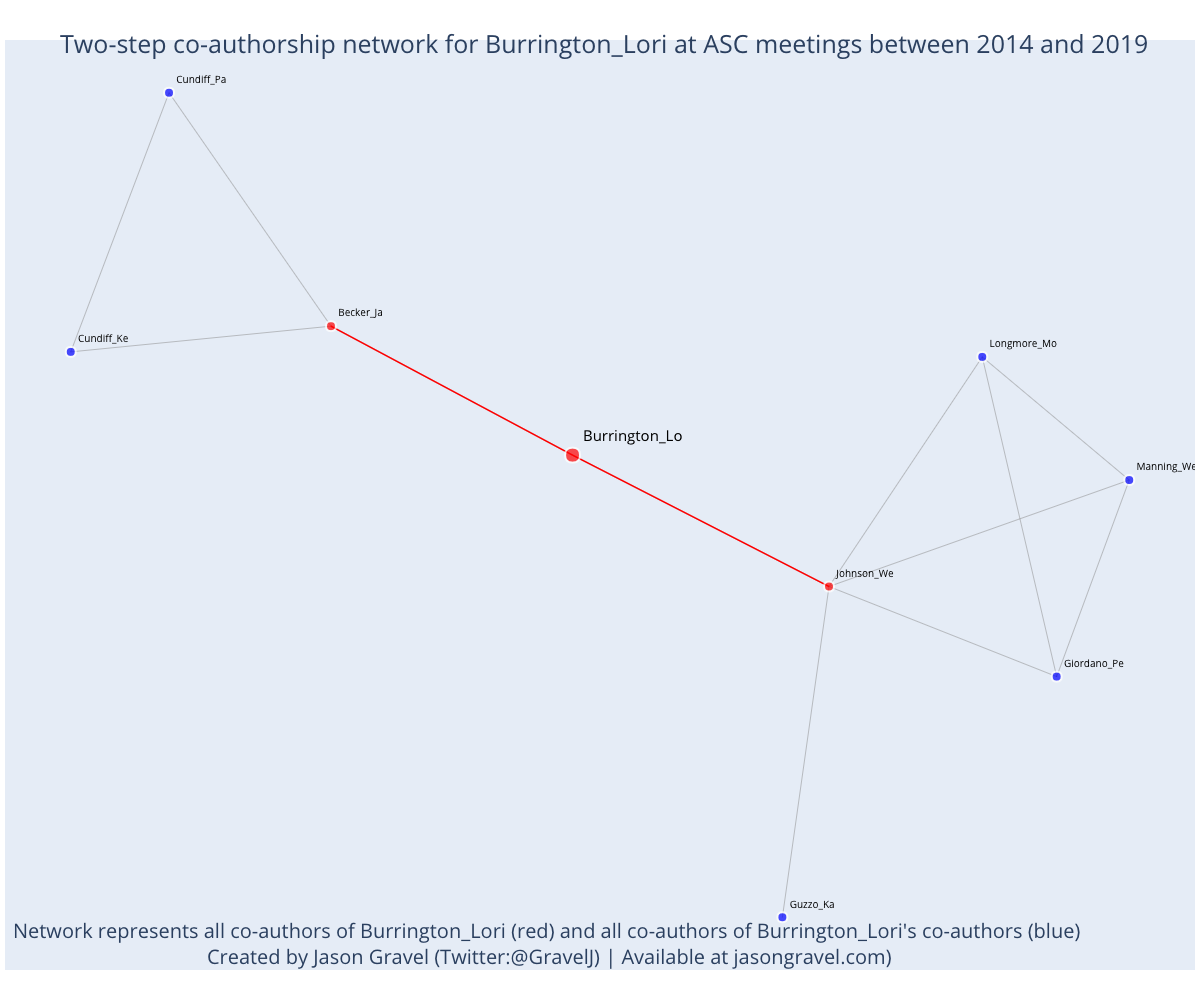 Two-step co-authorship network for Burrington_Lori at ASC meetings between 2014 and 2019
Cundiff_Pa
Becker_Ja
Cundiff_Ke
Longmore_Mo
Burrington_Lo
Manning_We
Johnson_We
Giordano_Pe
Guzzo_Ka
Network represents all co-authors of Burrington_Lori (red) and all co-authors of Burrington_Lori's co-authors (blue)
Created by Jason Gravel (Twitter:@GravelJ) | Available at jasongravel.com)